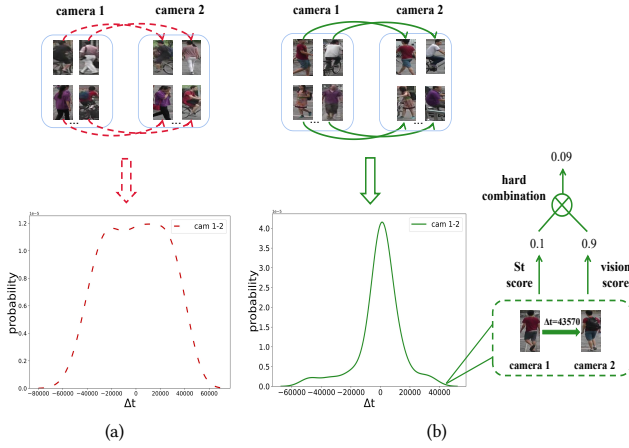 camera 1 camera 2
...
...
1e-5
cam 1-2
1.2
1.0
0.8
0.6
0.4
0.2
0.0
probability
−80000 −60000 −40000 −20000 0 20000 40000 60000 80000
Δt
(a)
camera 1 camera 2
...
...
cam 1-2
4.0
3.5
3.0
2.5
2.0
1.5
1.0
0.5
0.0
probability
−60000 −40000 −20000 0 20000 40000 60000
Δt
(b)
0.09
hard
combination
0.1 0.9
St
score
vision
score
Δt=43570
camera 1 camera 2